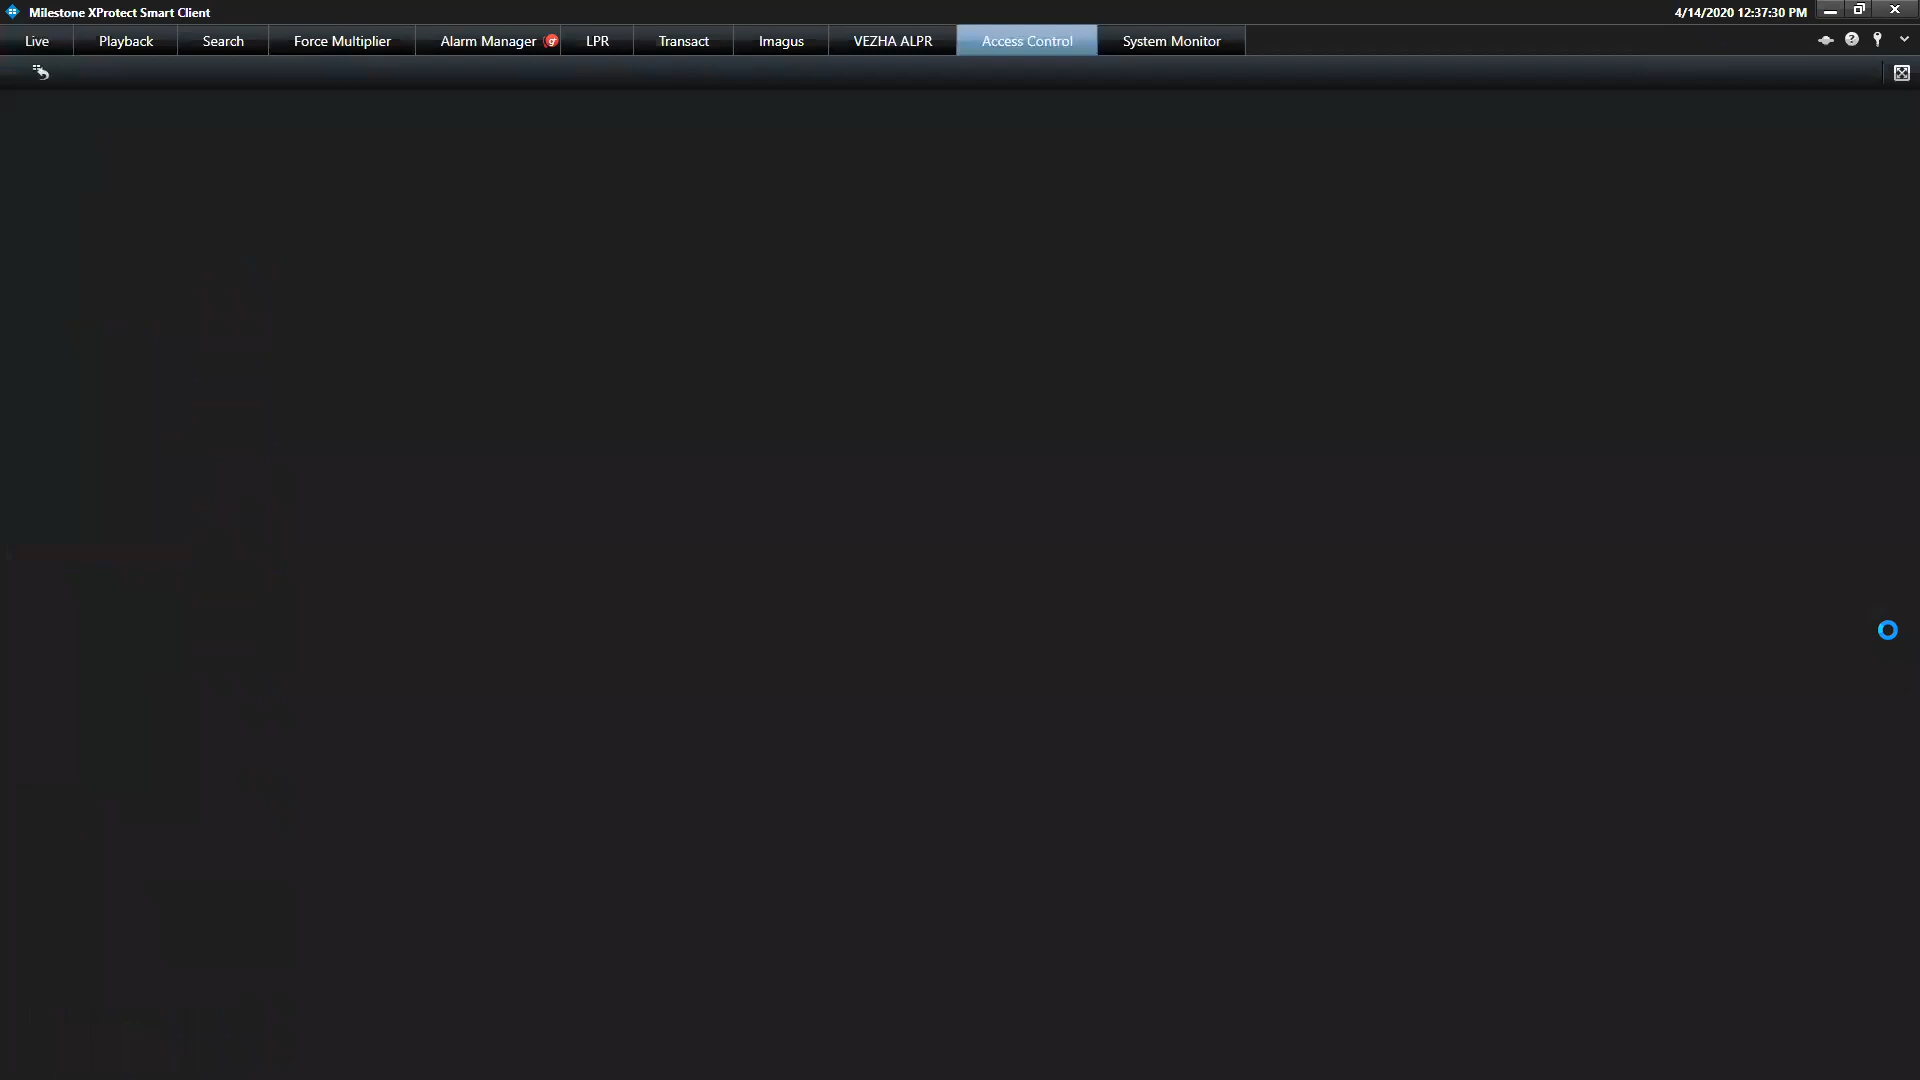 Milestone XProtect Smart Client
4/14/2020 12:37:30 PM
Live Playback Search Force Multiplier Alarm Manager LPR Transact Imagus VEZHA ALPR Access Control System Monitor